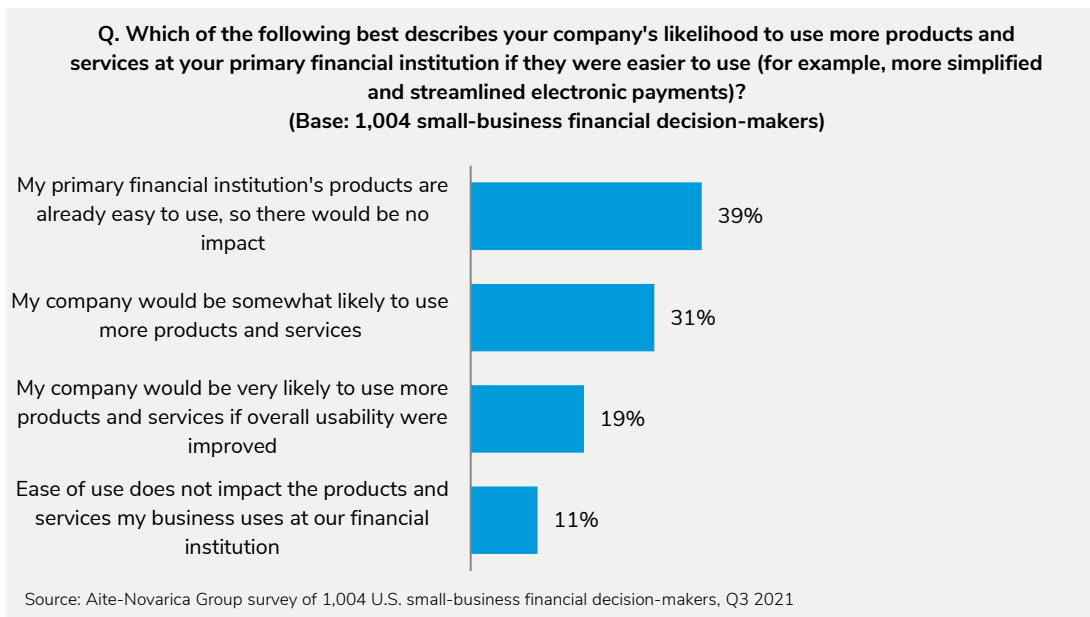 Q. Which of the following best describes your company's likelihood to use more products and
services at your primary financial institution if they were easier to use (for example, more simplified
and streamlined electronic payments)?
(Base: 1,004 small-business financial decision-makers)
My primary financial institution's products are
already easy to use, so there would be no
impact
39%
My company would be somewhat likely to use
more products and services
31%
My company would be very likely to use more
products and services if overall usability were
improved
19%
Ease of use does not impact the products and
services my business uses at our financial
institution
11%
Source: Aite-Novarica Group survey of 1,004 U.S. small-business financial decision-makers, Q3 2021